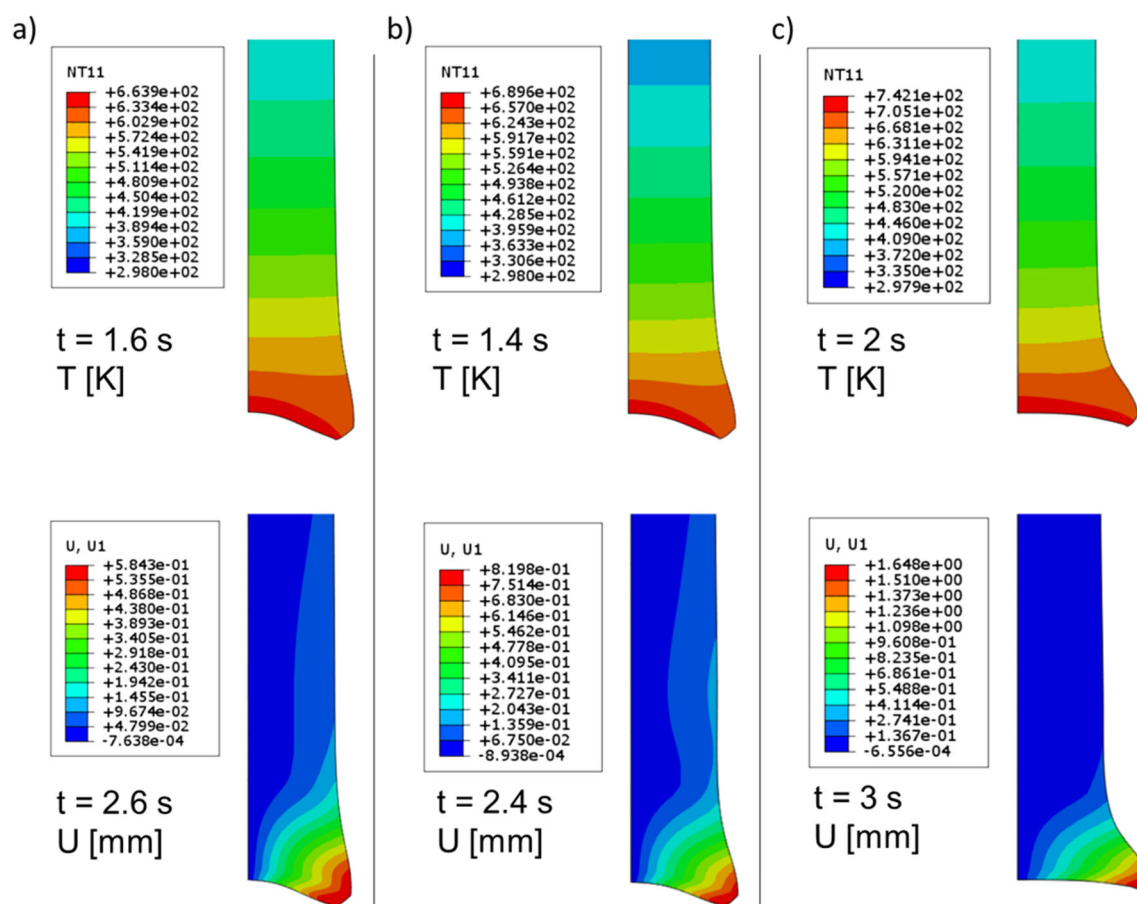 a)
NT11
+6.639e+02
+6.334e+02
+6.029e+02
+5.724e+02
+5.419e+02
+5.114e+02
+4.809e+02
+4.504e+02
+4.199e+02
+3.894e+02
+3.590e+02
+3.285e+02
+2.980e+02
t = 1.6 s
T [K]
b)
NT11
+6.896e+02
+6.570e+02
+6.243e+02
+5.917e+02
+5.591e+02
+5.264e+02
+4.938e+02
+4.612e+02
+4.285e+02
+3.959e+02
+3.633e+02
+3.306e+02
+2.980e+02
t = 1.4 s
T [K]
c)
NT11
+7.421e+02
+7.051e+02
+6.681e+02
+6.311e+02
+5.941e+02
+5.571e+02
+5.200e+02
+4.830e+02
+4.460e+02
+4.090e+02
+3.720e+02
+3.350e+02
+2.979e+02
t = 2 s
T [K]
U, U1
+5.843e-01
+5.355e-01
+4.868e-01
+4.380e-01
+3.893e-01
+3.405e-01
+2.918e-01
+2.430e-01
+1.942e-01
+1.455e-01
+9.674e-02
+4.799e-02
-7.638e-04
t = 2.6 s
U [mm]
U, U1
+8.198e-01
+7.514e-01
+6.830e-01
+6.146e-01
+5.462e-01
+4.778e-01
+4.095e-01
+3.411e-01
+2.727e-01
+2.043e-01
+1.359e-01
+6.750e-02
-8.938e-04
t = 2.4 s
U [mm]
U, U1
+1.648e+00
+1.510e+00
+1.373e+00
+1.236e+00
+1.098e+00
+9.608e-01
+8.235e-01
+6.861e-01
+5.488e-01
+4.114e-01
+2.741e-01
+1.367e-01
-6.556e-04
t = 3 s
U [mm]